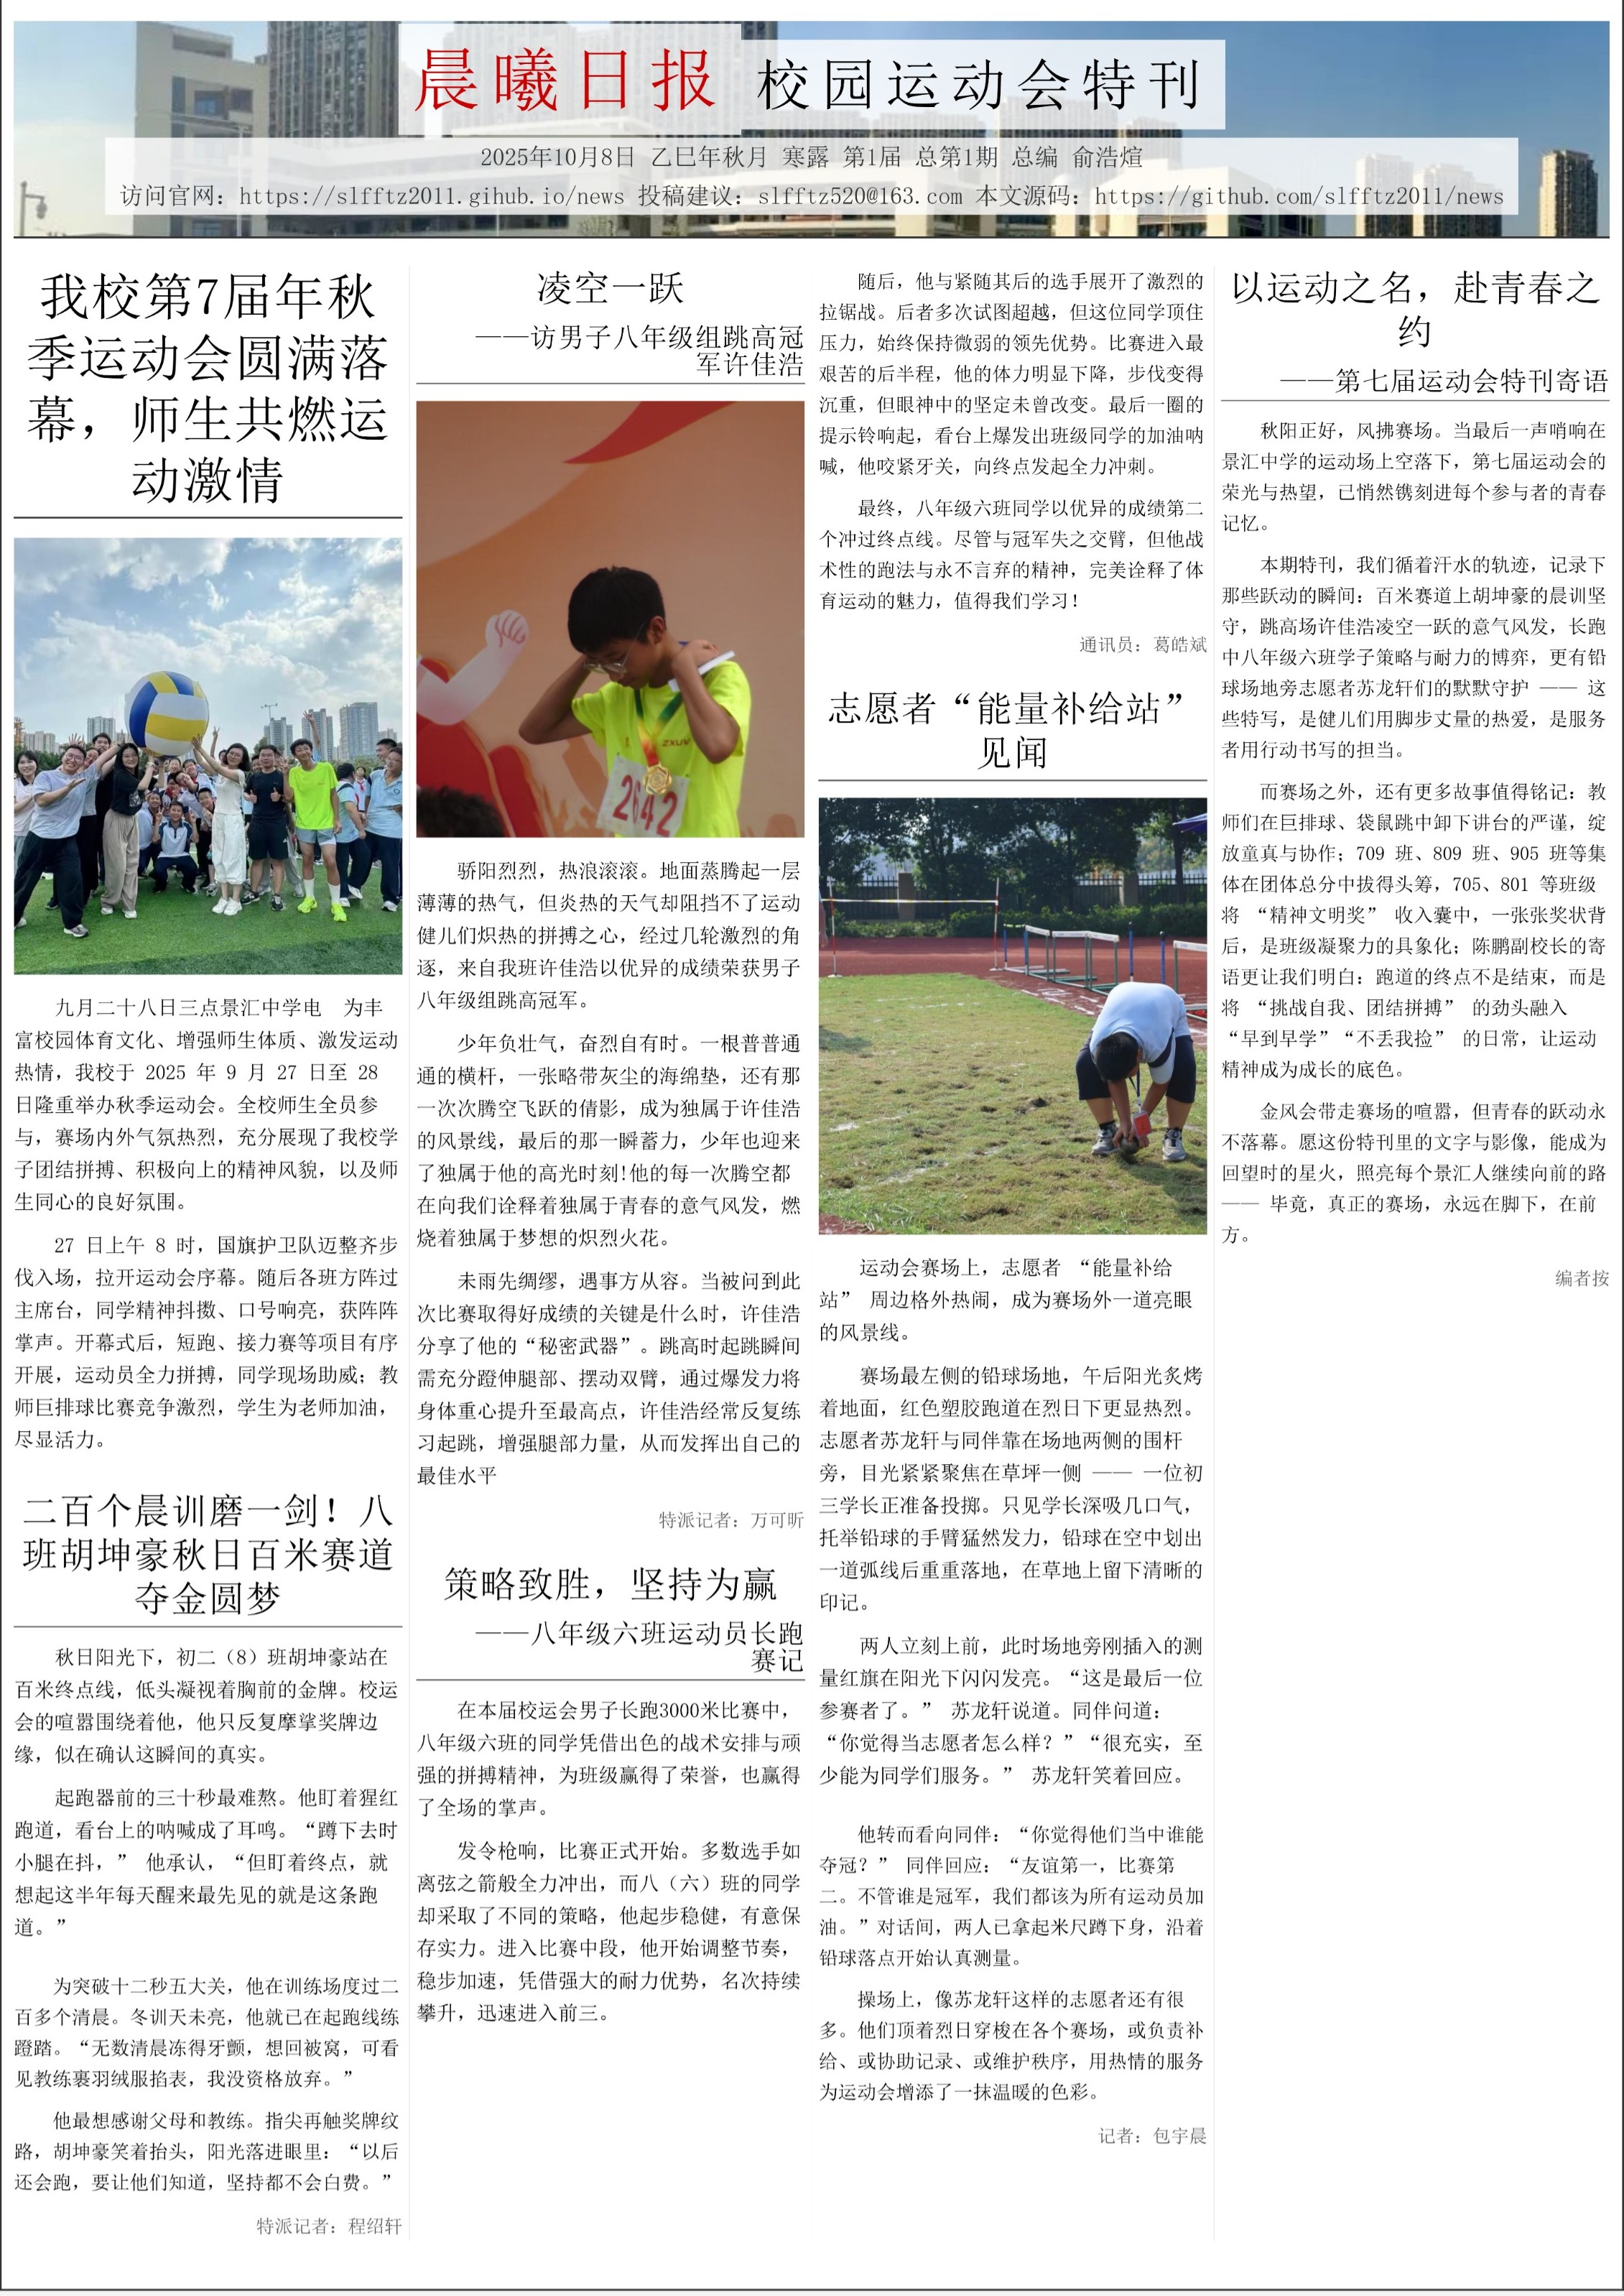 晨曦日报 校园运动会特刊
2025年10月8日 乙巳年秋月 寒露 第1届 总第1期 总编 俞浩煊
访问官网：https://slfftz2011.gihub.io/news 投稿建议：slfftz520@163.com 本文源码：https://github.com/slfftz2011/news
我校第7届年秋
季运动会圆满落
幕，师生共燃运
动激情
九月二十八日三点景汇中学电　为丰
富校园体育文化、增强师生体质、激发运动
热情，我校于 2025 年 9 月 27 日至 28
日隆重举办秋季运动会。全校师生全员参
与，赛场内外气氛热烈，充分展现了我校学
子团结拼搏、积极向上的精神风貌，以及师
生同心的良好氛围。
27 日上午 8 时，国旗护卫队迈整齐步
伐入场，拉开运动会序幕。随后各班方阵过
主席台，同学精神抖擞、口号响亮，获阵阵
掌声。开幕式后，短跑、接力赛等项目有序
开展，运动员全力拼搏，同学现场助威；教
师巨排球比赛竞争激烈，学生为老师加油，
尽显活力。
二百个晨训磨一剑！八
班胡坤豪秋日百米赛道
夺金圆梦
秋日阳光下，初二（8）班胡坤豪站在
百米终点线，低头凝视着胸前的金牌。校运
会的喧嚣围绕着他，他只反复摩挲奖牌边
缘，似在确认这瞬间的真实。
起跑器前的三十秒最难熬。他盯着猩红
跑道，看台上的呐喊成了耳鸣。“蹲下去时
小腿在抖，” 他承认，“但盯着终点，就
想起这半年每天醒来最先见的就是这条跑
道。”
为突破十二秒五大关，他在训练场度过二
百多个清晨。冬训天未亮，他就已在起跑线练
蹬踏。“无数清晨冻得牙颤，想回被窝，可看
见教练裹羽绒服掐表，我没资格放弃。”
他最想感谢父母和教练。指尖再触奖牌纹
路，胡坤豪笑着抬头，阳光落进眼里：“以后
还会跑，要让他们知道，坚持都不会白费。”
特派记者：程绍轩
凌空一跃
——访男子八年级组跳高冠
军许佳浩
ZXUV
2642
骄阳烈烈，热浪滚滚。地面蒸腾起一层
薄薄的热气，但炎热的天气却阻挡不了运动
健儿们炽热的拼搏之心，经过几轮激烈的角
逐，来自我班许佳浩以优异的成绩荣获男子
八年级组跳高冠军。
少年负壮气，奋烈自有时。一根普普通
通的横杆，一张略带灰尘的海绵垫，还有那
一次次腾空飞跃的倩影，成为独属于许佳浩
的风景线，最后的那一瞬蓄力，少年也迎来
了独属于他的高光时刻!他的每一次腾空都
在向我们诠释着独属于青春的意气风发，燃
烧着独属于梦想的炽烈火花。
未雨先绸缪，遇事方从容。当被问到此
次比赛取得好成绩的关键是什么时，许佳浩
分享了他的“秘密武器”。跳高时起跳瞬间
需充分蹬伸腿部、摆动双臂，通过爆发力将
身体重心提升至最高点，许佳浩经常反复练
习起跳，增强腿部力量，从而发挥出自己的
最佳水平
特派记者：万可昕
策略致胜，坚持为赢
——八年级六班运动员长跑
赛记
在本届校运会男子长跑3000米比赛中，
八年级六班的同学凭借出色的战术安排与顽
强的拼搏精神，为班级赢得了荣誉，也赢得
了全场的掌声。
发令枪响，比赛正式开始。多数选手如
离弦之箭般全力冲出，而八（六）班的同学
却采取了不同的策略，他起步稳健，有意保
存实力。进入比赛中段，他开始调整节奏，
稳步加速，凭借强大的耐力优势，名次持续
攀升，迅速进入前三。
随后，他与紧随其后的选手展开了激烈的
拉锯战。后者多次试图超越，但这位同学顶住
压力，始终保持微弱的领先优势。比赛进入最
艰苦的后半程，他的体力明显下降，步伐变得
沉重，但眼神中的坚定未曾改变。最后一圈的
提示铃响起，看台上爆发出班级同学的加油呐
喊，他咬紧牙关，向终点发起全力冲刺。
最终，八年级六班同学以优异的成绩第二
个冲过终点线。尽管与冠军失之交臂，但他战
术性的跑法与永不言弃的精神，完美诠释了体
育运动的魅力，值得我们学习！
通讯员：葛皓斌
志愿者“能量补给站”
见闻
运动会赛场上，志愿者 “能量补给
站” 周边格外热闹，成为赛场外一道亮眼
的风景线。
赛场最左侧的铅球场地，午后阳光炙烤
着地面，红色塑胶跑道在烈日下更显热烈。
志愿者苏龙轩与同伴靠在场地两侧的围杆
旁，目光紧紧聚焦在草坪一侧 —— 一位初
三学长正准备投掷。只见学长深吸几口气，
托举铅球的手臂猛然发力，铅球在空中划出
一道弧线后重重落地，在草地上留下清晰的
印记。
两人立刻上前，此时场地旁刚插入的测
量红旗在阳光下闪闪发亮。“这是最后一位
参赛者了。” 苏龙轩说道。同伴问道：
“你觉得当志愿者怎么样？”“很充实，至
少能为同学们服务。” 苏龙轩笑着回应。
他转而看向同伴：“你觉得他们当中谁能
夺冠？” 同伴回应：“友谊第一，比赛第
二。不管谁是冠军，我们都该为所有运动员加
油。”对话间，两人已拿起米尺蹲下身，沿着
铅球落点开始认真测量。
操场上，像苏龙轩这样的志愿者还有很
多。他们顶着烈日穿梭在各个赛场，或负责补
给、或协助记录、或维护秩序，用热情的服务
为运动会增添了一抹温暖的色彩。
记者：包宇晨
以运动之名，赴青春之
约
——第七届运动会特刊寄语
秋阳正好，风拂赛场。当最后一声哨响在
景汇中学的运动场上空落下，第七届运动会的
荣光与热望，已悄然镌刻进每个参与者的青春
记忆。
本期特刊，我们循着汗水的轨迹，记录下
那些跃动的瞬间：百米赛道上胡坤豪的晨训坚
守，跳高场许佳浩凌空一跃的意气风发，长跑
中八年级六班学子策略与耐力的博弈，更有铅
球场地旁志愿者苏龙轩们的默默守护 —— 这
些特写，是健儿们用脚步丈量的热爱，是服务
者用行动书写的担当。
而赛场之外，还有更多故事值得铭记：教
师们在巨排球、袋鼠跳中卸下讲台的严谨，绽
放童真与协作；709 班、809 班、905 班等集
体在团体总分中拔得头筹，705、801 等班级
将 “精神文明奖” 收入囊中，一张张奖状背
后，是班级凝聚力的具象化；陈鹏副校长的寄
语更让我们明白：跑道的终点不是结束，而是
将 “挑战自我、团结拼搏” 的劲头融入
“早到早学”“不丢我捡” 的日常，让运动
精神成为成长的底色。
金风会带走赛场的喧嚣，但青春的跃动永
不落幕。愿这份特刊里的文字与影像，能成为
回望时的星火，照亮每个景汇人继续向前的路
—— 毕竟，真正的赛场，永远在脚下，在前
方。
编者按